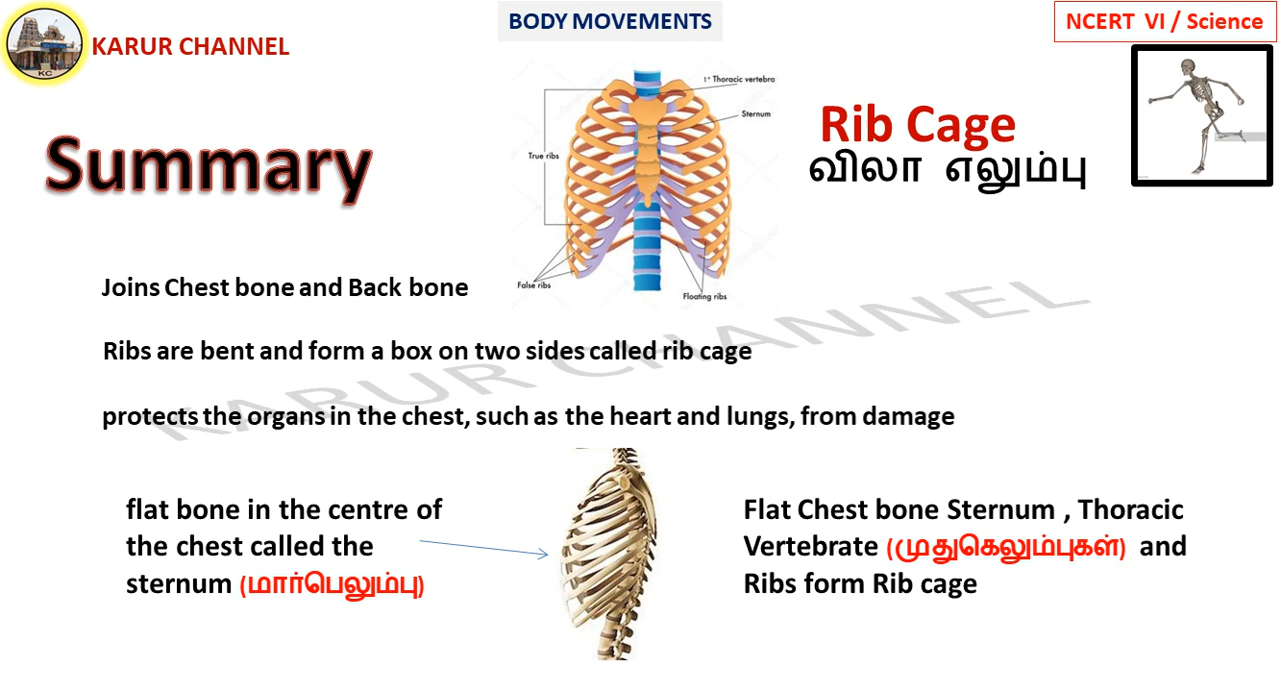 KARUR CHANNEL
KC
BODY MOVEMENTS
NCERT VI / Science
Summary
1st Thoracic vertebra
Sternum
True ribs
False ribs
Floating ribs
Rib Cage
விலா எலும்பு
Joins Chest bone and Back bone
Ribs are bent and form a box on two sides called rib cage
protects the organs in the chest, such as the heart and lungs, from damage
KARUR CHANNEL
flat bone in the centre of
the chest called the
sternum (மார்பெலும்பு)
Flat Chest bone Sternum , Thoracic
Vertebrate (முதுகெலும்புகள்) and
Ribs form Rib cage